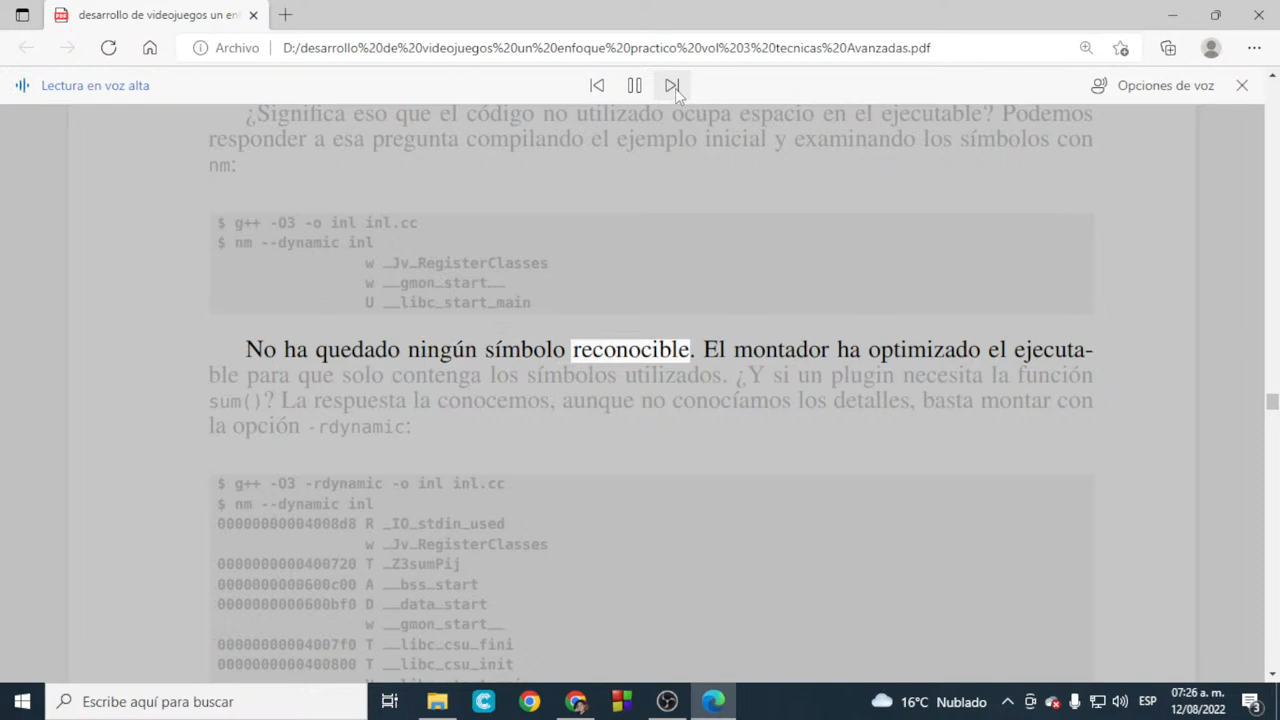 desarrollo de videojuegos un en
Archivo
D:/desarrollo%20de%20videojuegos%20un%20enfoque%20practico%20vol%203%20tecnicas%20Avanzadas.pdf
Lectura en voz alta
Opciones de voz
¿Significa eso que el código no utilizado ocupa espacio en el ejecutable? Podemos
responder a esa pregunta compilando el ejemplo inicial y examinando los símbolos con
nm:
$ g++ -O3 -o inl inl.cc
$ nm --dynamic inl
w _Jv_RegisterClasses
w __gmon_start__
U __libc_start_main
No ha quedado ningún símbolo reconocible. El montador ha optimizado el ejecuta-
ble para que solo contenga los símbolos utilizados. ¿Y si un plugin necesita la función
sum()? La respuesta la conocemos, aunque no conocíamos los detalles, basta montar con
la opción -rdynamic:
$ g++ -O3 -rdynamic -o inl inl.cc
$ nm --dynamic inl
00000000004008d8 R _IO_stdin_used
w _Jv_RegisterClasses
0000000000400720 T _Z3sumPij
0000000000600c00 A __bss_start
0000000000600bf0 D __data_start
w __gmon_start__
00000000004007f0 T __libc_csu_fini
0000000000400800 T __libc_csu_init
Escribe aquí para buscar
16°C Nublado
ESP
07:26 a. m.
12/08/2022
3